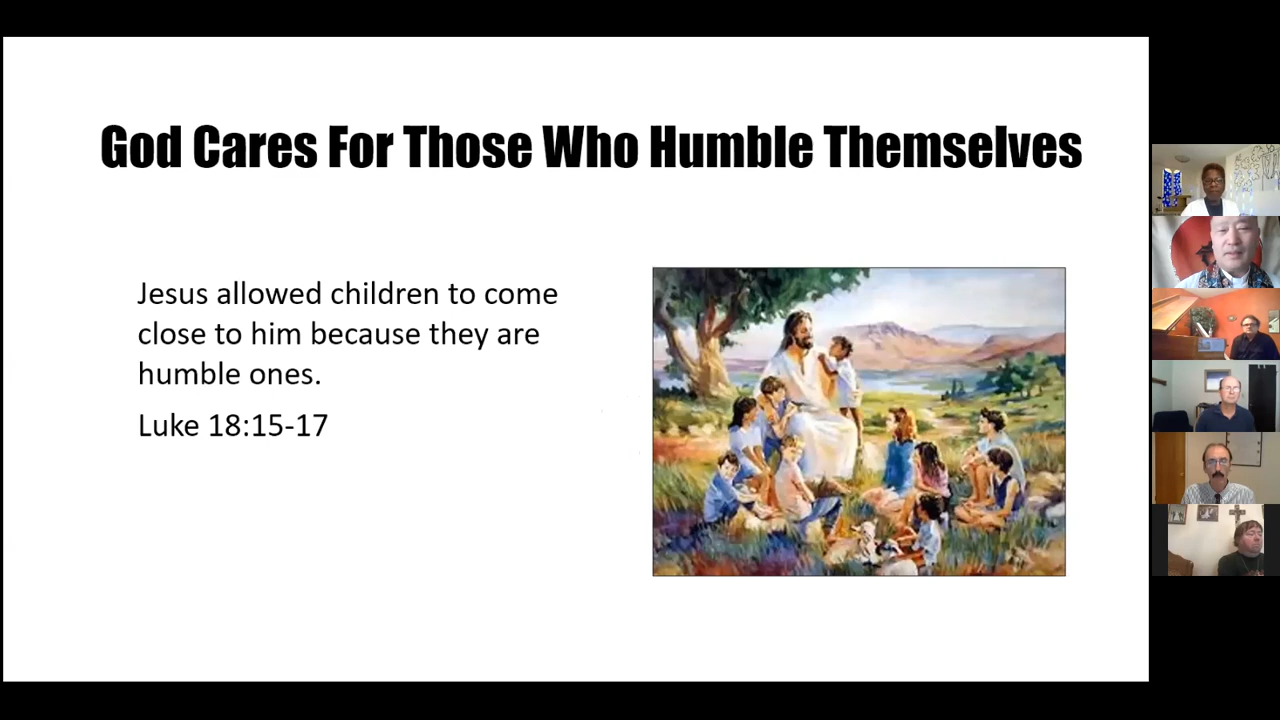 God Cares For Those Who Humble Themselves
Jesus allowed children to come
close to him because they are
humble ones.
Luke 18:15-17